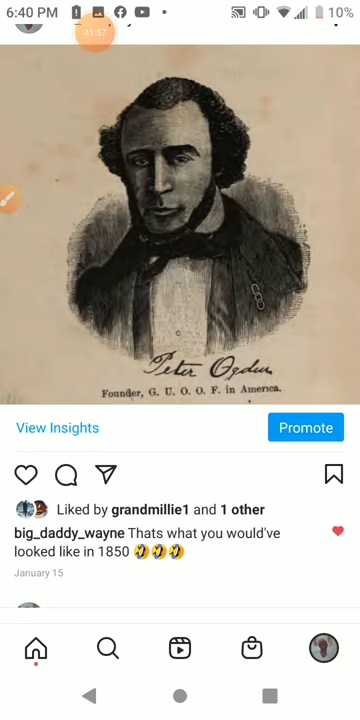 6:40 PM
10%
41:57
Peter Ogden
Founder, G. U. O. O. F. in America.
View Insights
Promote
Liked by grandmillie1 and 1 other
big_daddy_wayne Thats what you would've
looked like in 1850 🤣🤣🤣
January 15